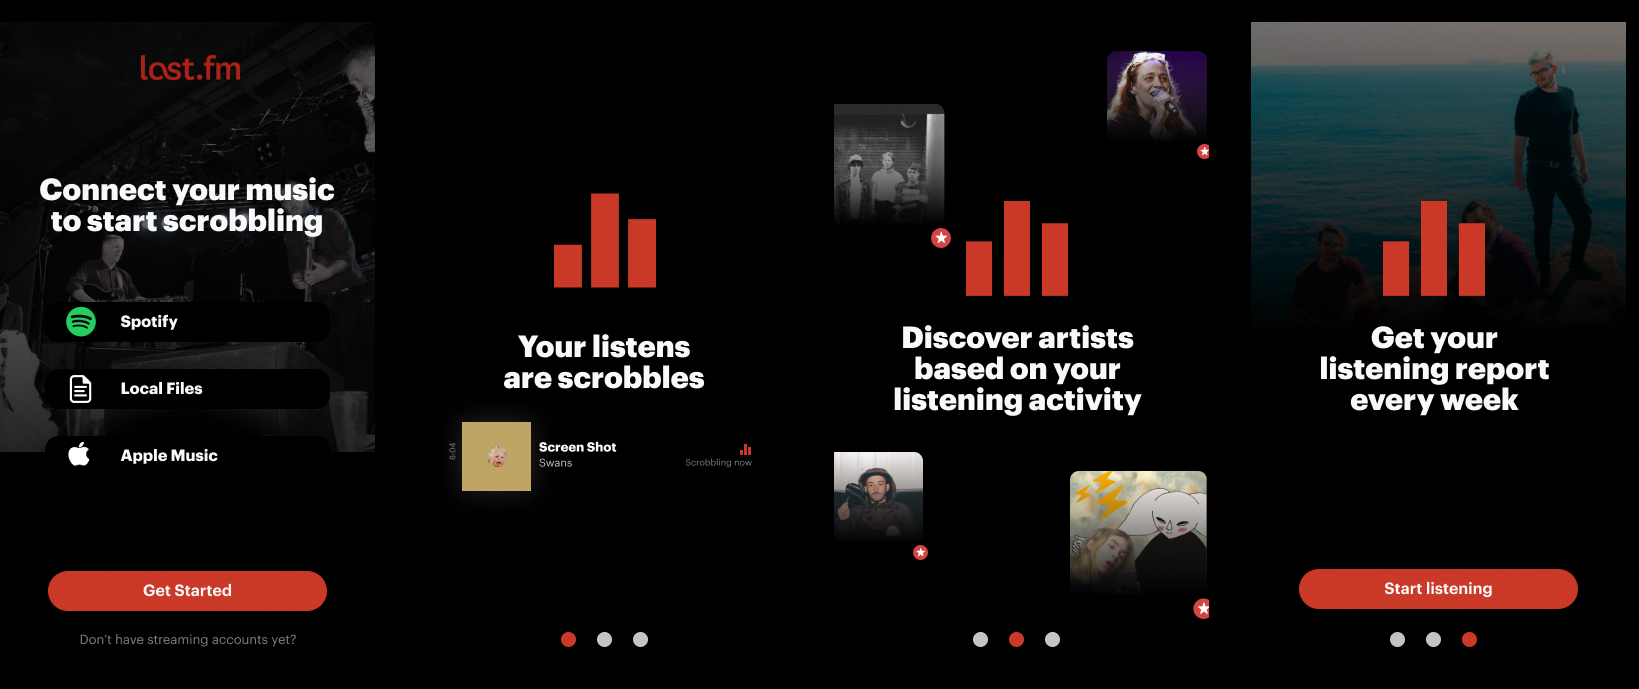 last.fm
Connect your music
to start scrobbling
Spotify
Local Files
Apple Music
Get Started
Don't have streaming accounts yet?
Your listens
are scrobbles
8:04
Screen Shot
Swans
Scrobbling now
Discover artists
based on your
listening activity
Get your
listening report
every week
Start listening